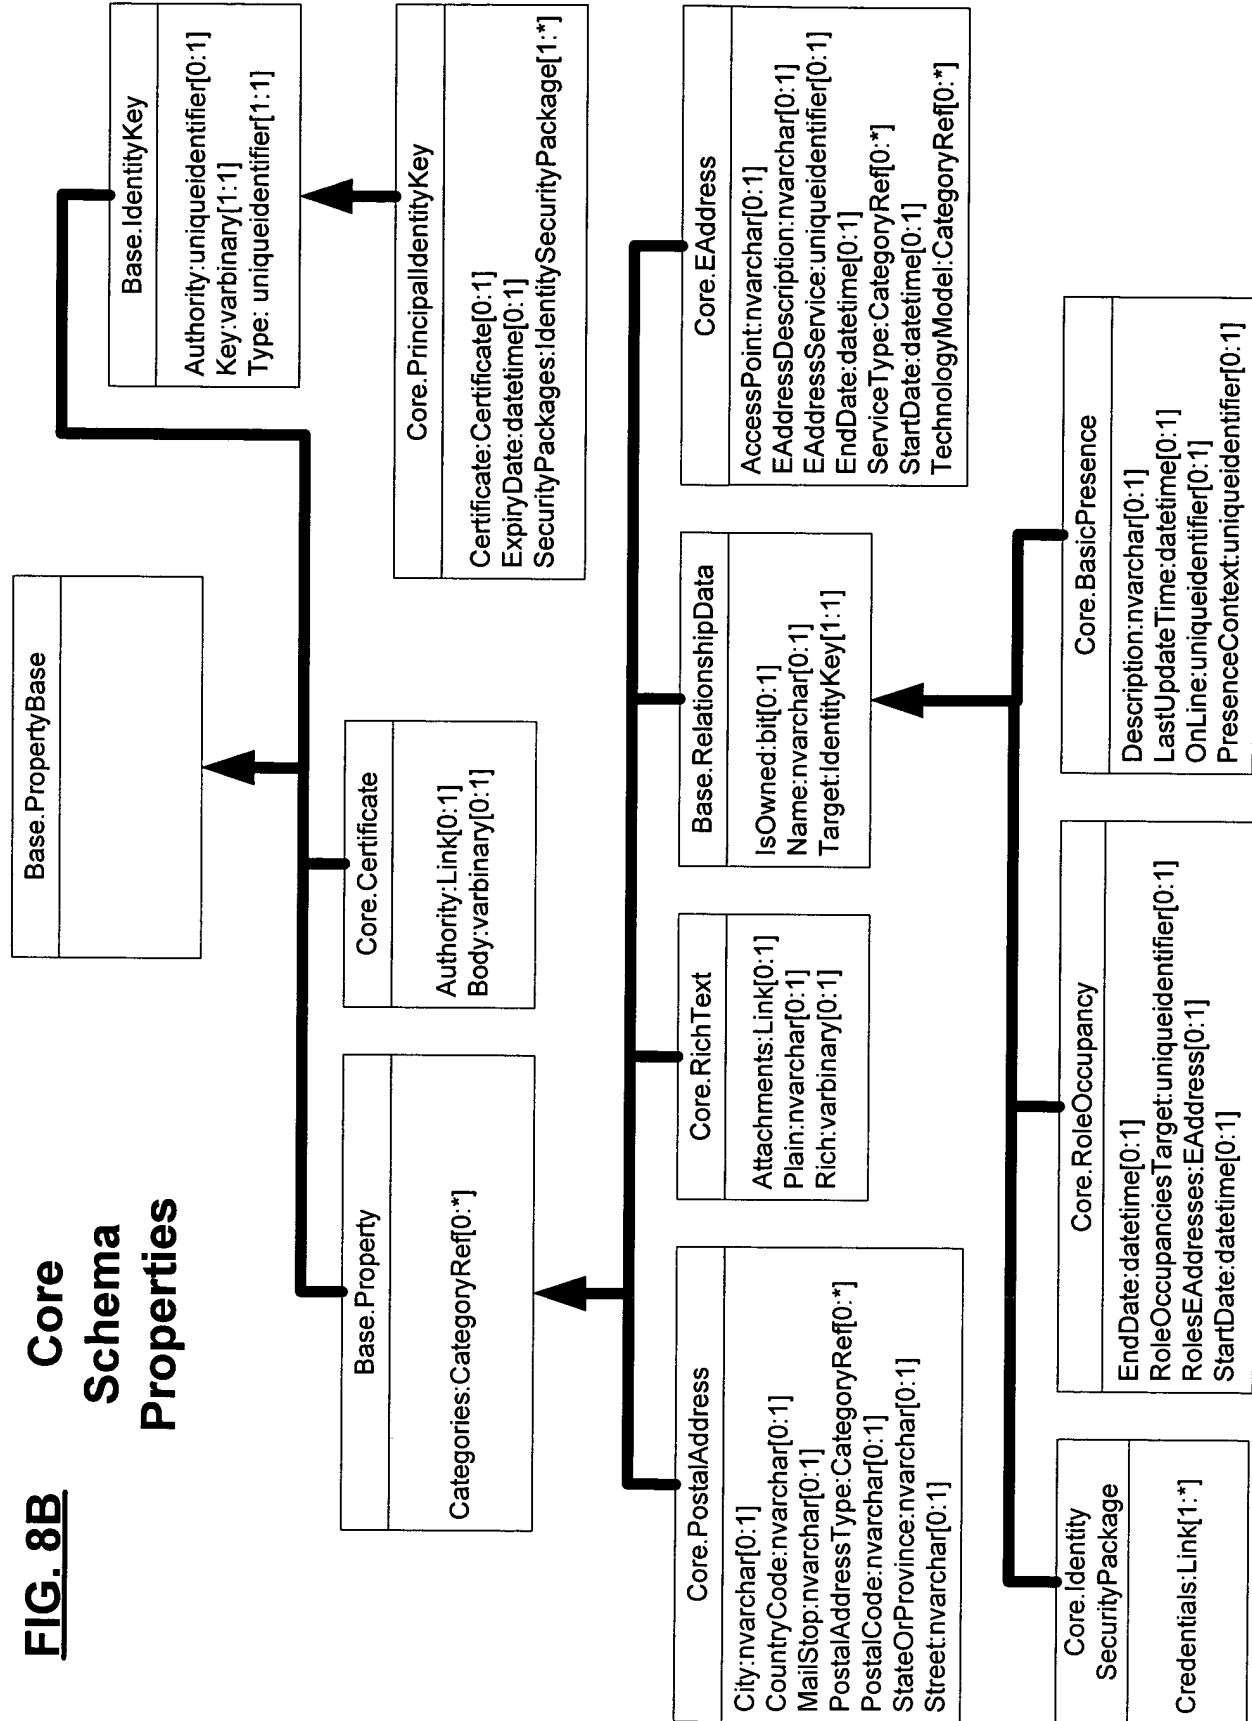 FIG. 8B
Core
Schema
Properties
Base.PropertyBase
Base.Property
Categories:CategoryRef[0:*]
Core.Certificate
Authority:Link[0:1]
Body:varbinary[0:1]
Base.IdentityKey
Authority:uniqueidentifier[0:1]
Key:varbinary[1:1]
Type: uniqueidentifier[1:1]
Core.PrincipalIdentityKey
Certificate:Certificate[0:1]
ExpiryDate:datetime[0:1]
SecurityPackages:IdentitySecurityPackage[1:*]
Core.PostalAddress
City:nvarchar[0:1]
CountryCode:nvarchar[0:1]
MailStop:nvarchar[0:1]
PostalAddressType:CategoryRef[0:*]
PostalCode:nvarchar[0:1]
StateOrProvince:nvarchar[0:1]
Street:nvarchar[0:1]
Core.RichText
Attachments:Link[0:1]
Plain:nvarchar[0:1]
Rich:varbinary[0:1]
Base.RelationshipData
IsOwned:bit[0:1]
Name:nvarchar[0:1]
Target:IdentityKey[1:1]
Core.EAddress
AccessPoint:nvarchar[0:1]
EAddressDescription:nvarchar[0:1]
EAddressService:uniqueidentifier[0:1]
EndDate:datetime[0:1]
ServiceType:CategoryRef[0:*]
StartDate:datetime[0:1]
TechnologyModel:CategoryRef[0:*]
Core.Identity
SecurityPackage
Credentials:Link[1:*]
Core.RoleOccupancy
EndDate:datetime[0:1]
RoleOccupanciesTarget:uniqueidentifier[0:1]
RolesEAddresses:EAddress[0:1]
StartDate:datetime[0:1]
Core.BasicPresence
Description:nvarchar[0:1]
LastUpdateTime:datetime[0:1]
OnLine:uniqueidentifier[0:1]
PresenceContext:uniqueidentifier[0:1]